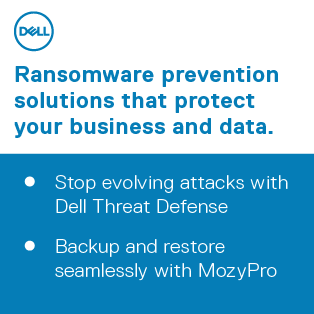 DELL
Ransomware prevention
solutions that protect
your business and data.
Stop evolving attacks with
Dell Threat Defense
Backup and restore
seamlessly with MozyPro